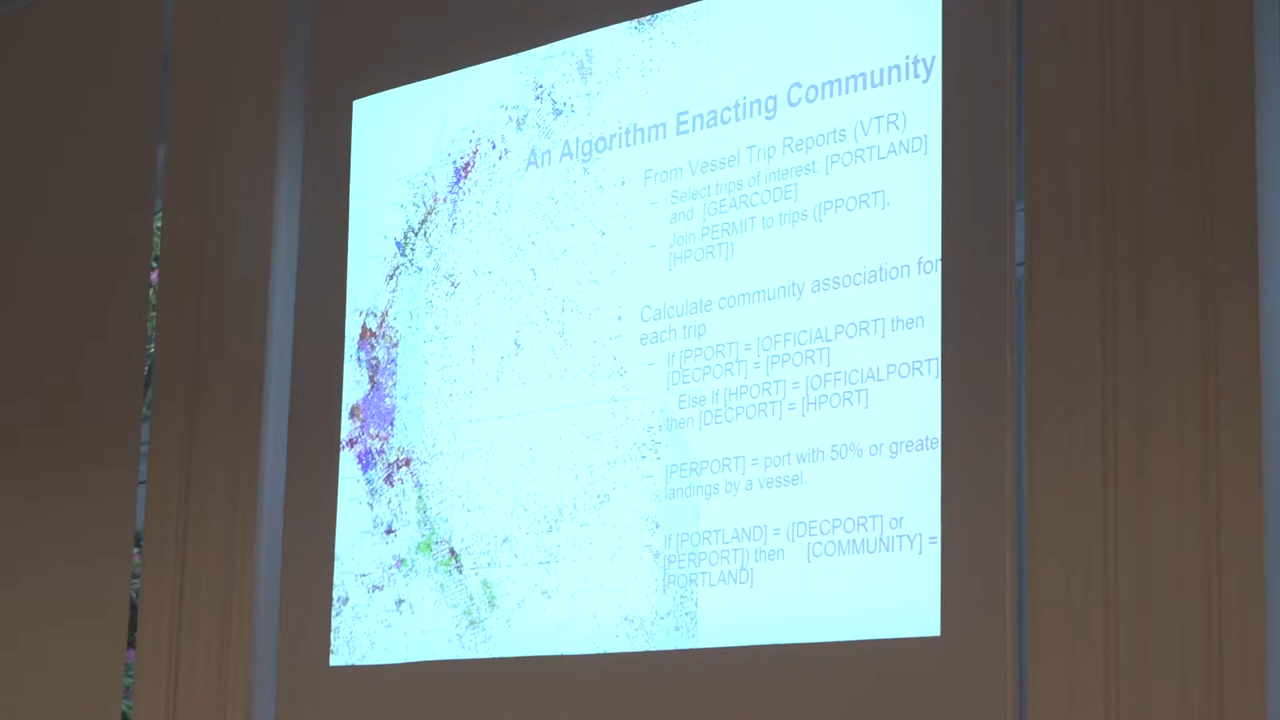 An Algorithm Enacting Community
From Vessel Trip Reports (VTR)
– Select trips of interest: [PORTLAND]
and [GEARCODE]
– Join PERMIT to trips ([PPORT],
[HPORT])
Calculate community association for
each trip
– If [PPORT] = [OFFICIALPORT] then
[DECPORT] = [PPORT]
Else If [HPORT] = [OFFICIALPORT]
– then [DECPORT] = [HPORT]
– [PERPORT] = port with 50% or greate
landings by a vessel.
– If [PORTLAND] = ([DECPORT] or
[PERPORT]) then [COMMUNITY] =
[PORTLAND]